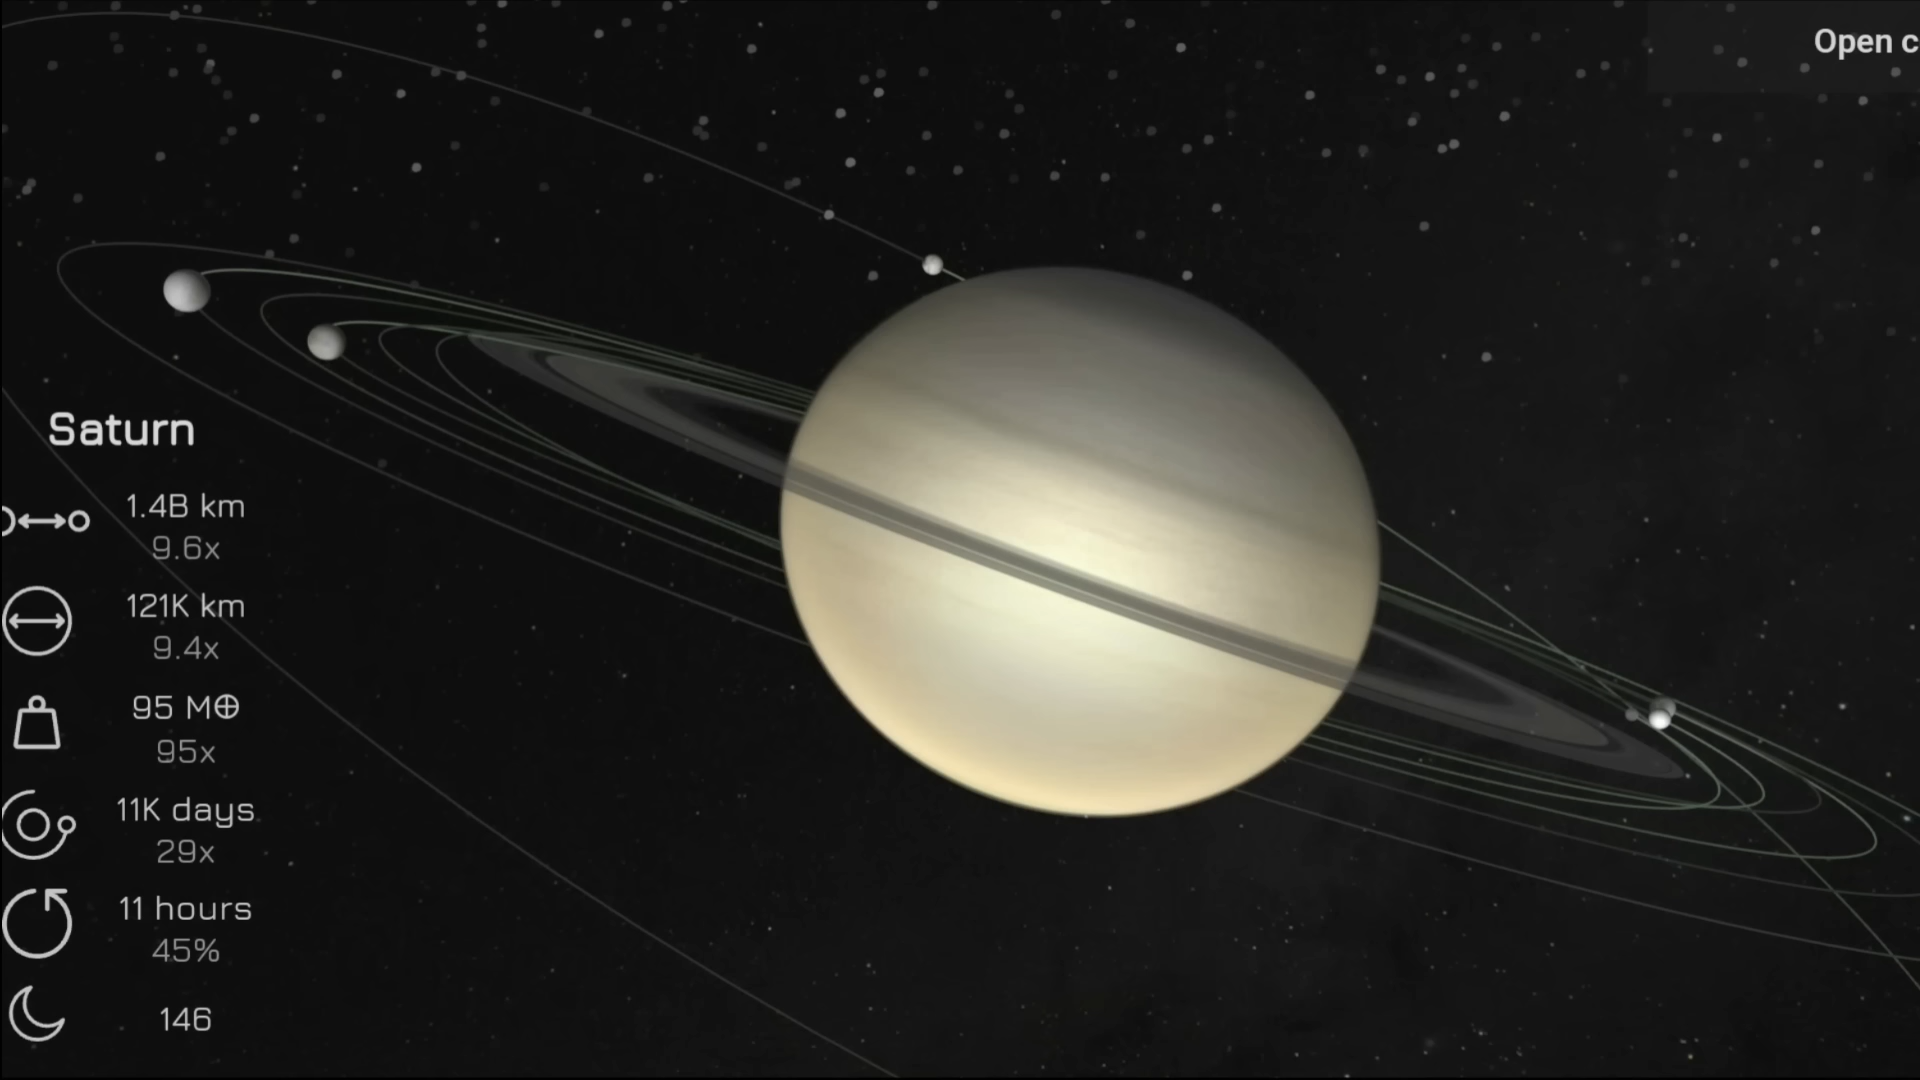 Open c
Saturn
1.4B km
9.6x
121K km
9.4x
95 M⊕
95x
11K days
29x
11 hours
45%
146